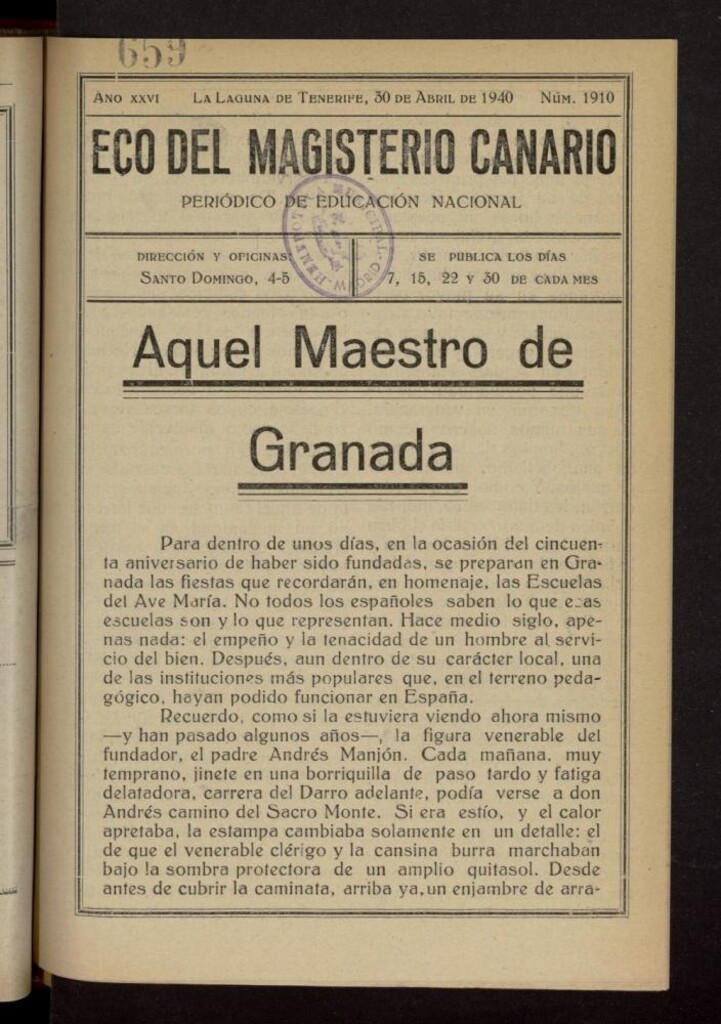 659
AÑO XXVI LA LAGUNA DE TENERIFE, 30 DE ABRIL DE 1940 NÚM. 1910
ECO DEL MAGISTERIO CANARIO
PERIÓDICO DE EDUCACIÓN NACIONAL
DIRECCIÓN Y OFICINAS:
SANTO DOMINGO, 4-5
SE PUBLICA LOS DÍAS
7, 15, 22 Y 30 DE CADA MES
HEMEROTECA MUNICIPAL
MADRID
Aquel Maestro de
Granada
Para dentro de unos días, en la ocasión del cincuen-
ta aniversario de haber sido fundadas, se preparan en Gra-
nada las fiestas que recordarán, en homenaje, las Escuelas
del Ave María. No todos los españoles saben lo que esas
escuelas son y lo que representan. Hace medio siglo, ape-
nas nada: el empeño y la tenacidad de un hombre al servi-
cio del bien. Después, aun dentro de su carácter local, una
de las instituciones más populares que, en el terreno peda-
gógico, hayan podido funcionar en España.
Recuerdo, como si la estuviera viendo ahora mismo
—y han pasado algunos años—, la figura venerable del
fundador, el padre Andrés Manjón. Cada mañana, muy
temprano, jinete en una borriquilla de paso tardo y fatiga
delatadora, carrera del Darro adelante, podía verse a don
Andrés camino del Sacro Monte. Si era estío, y el calor
apretaba, la estampa cambiaba solamente en un detalle: el
de que el venerable clérigo y la cansina burra marchaban
bajo la sombra protectora de un amplio quitasol. Desde
antes de cubrir la caminata, arriba ya, un enjambre de arra-